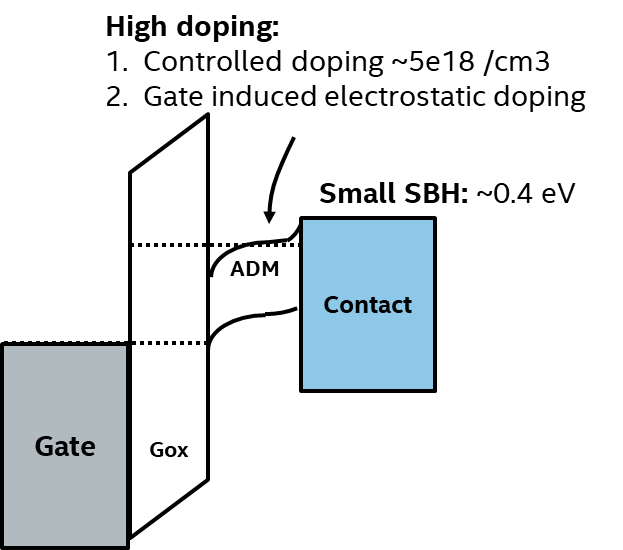 High doping:
1. Controlled doping ~5e18 /cm3
2. Gate induced electrostatic doping
Small SBH: ~0.4 eV
ADM
Contact
Gate
Gox